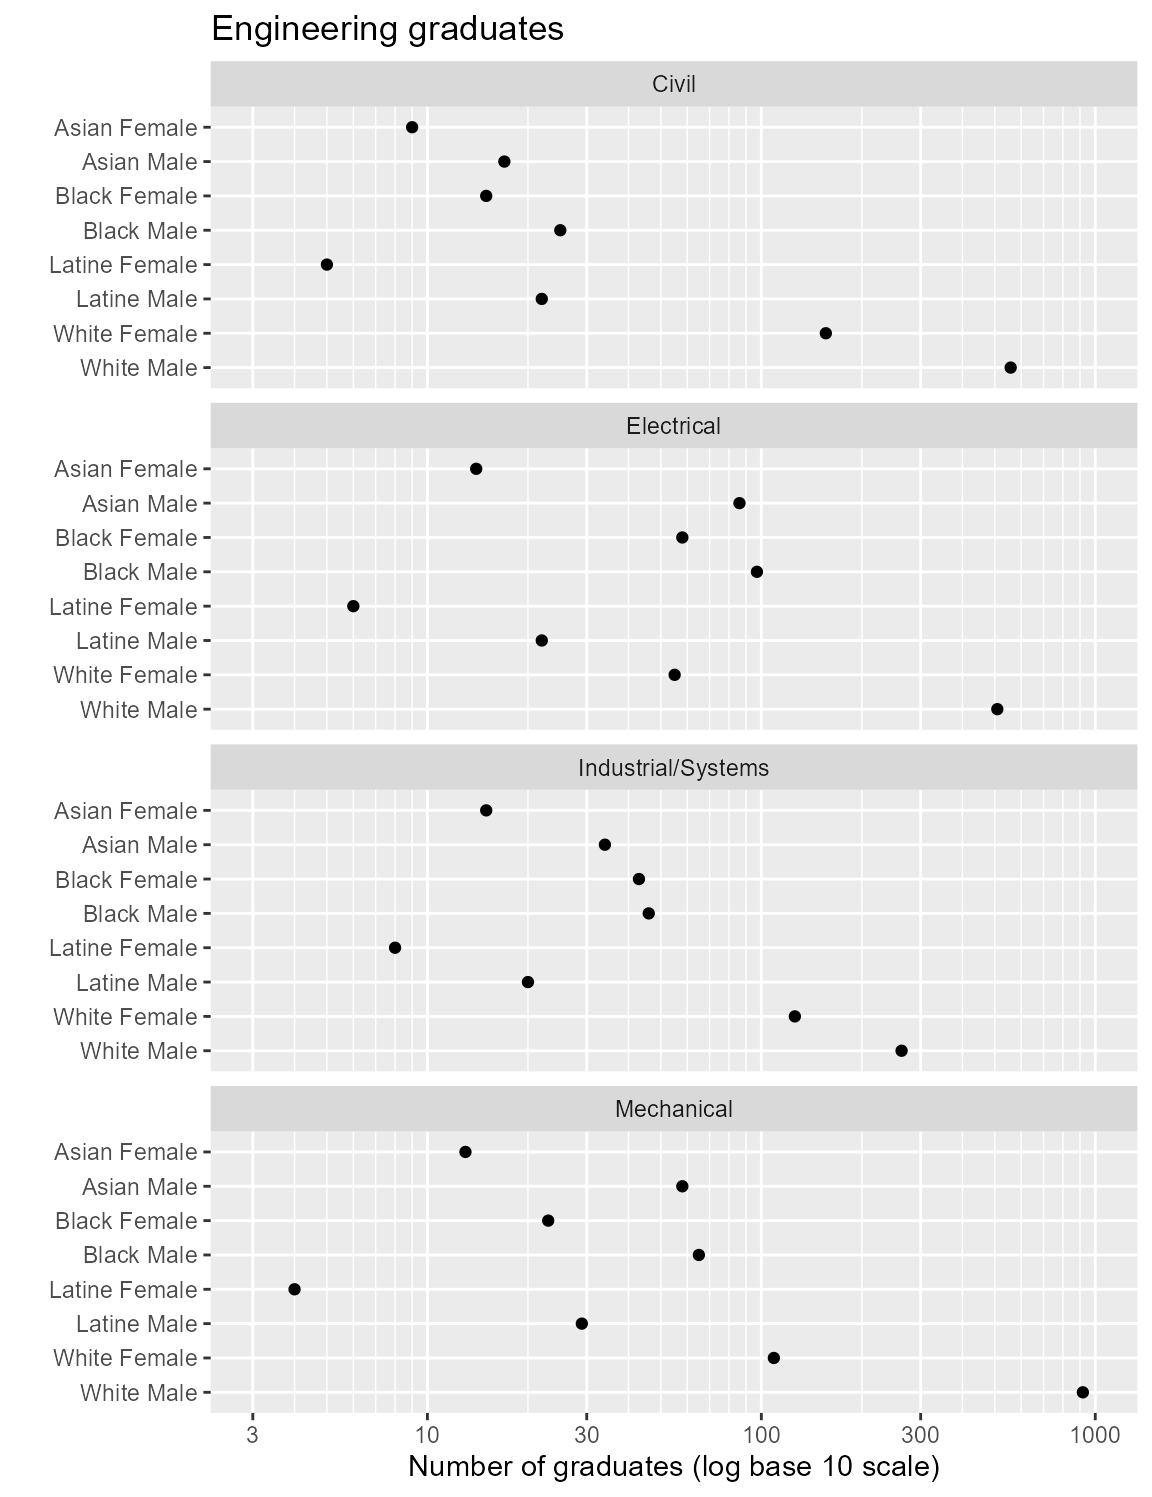 Engineering graduates
Civil
Asian Female
Asian Male
Black Female
Black Male
Latine Female
Latine Male
White Female
White Male
Electrical
Asian Female
Asian Male
Black Female
Black Male
Latine Female
Latine Male
White Female
White Male
Industrial/Systems
Asian Female
Asian Male
Black Female
Black Male
Latine Female
Latine Male
White Female
White Male
Mechanical
Asian Female
Asian Male
Black Female
Black Male
Latine Female
Latine Male
White Female
White Male
3 10 30 100 300 1000
Number of graduates (log base 10 scale)